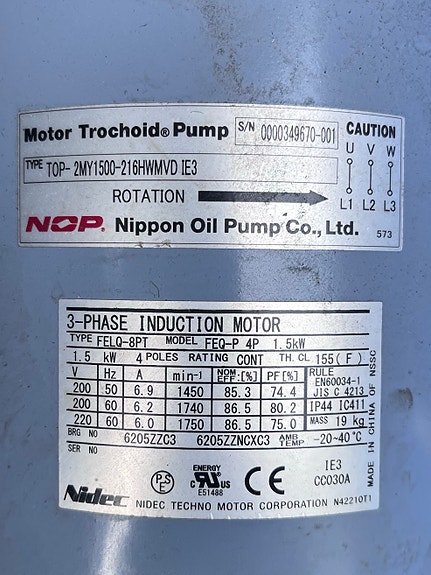 Motor Trochoid® Pump S/N 0000349670-001 CAUTION
U V W
TYPE TOP- 2MY1500-216HWMVD IE3
ROTATION
L1 L2 L3
NOP. Nippon Oil Pump Co., Ltd. 573
3-PHASE INDUCTION MOTOR
TYPE FELQ-8PT MODEL FEQ-P 4P 1.5kW
1.5 kW 4 POLES RATING CONT TH. CL 155(F)
V Hz A min-1 NOM EFF:[%] PF[%] RULE
200 50 6.9 1450 85.3 74.4 EN60034-1
JIS C 4213
200 60 6.2 1740 86.5 80.2 IP44 IC411
220 60 6.0 1750 86.5 75.0 MASS 19 kg
BRG NO 6205ZZC3 6205ZZNCXC3 AMB TEMP -20-40℃
SER NO
MADE IN CHINA OF NSSC
PS E
ENERGY
c UR US
E51488
CE
IE3
CC030A
Nidec NIDEC TECHNO MOTOR CORPORATION N4221OT1